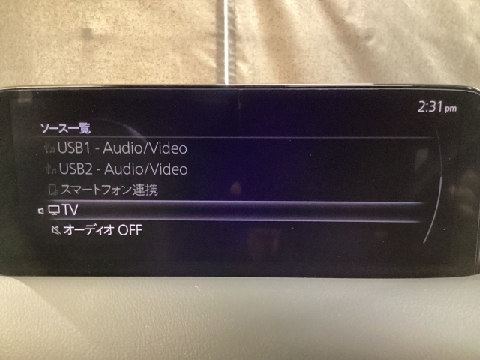 2:31 pm
ソース一覧
USB1 - Audio/Video
USB2 - Audio/Video
スマートフォン連携
TV
オーディオ OFF